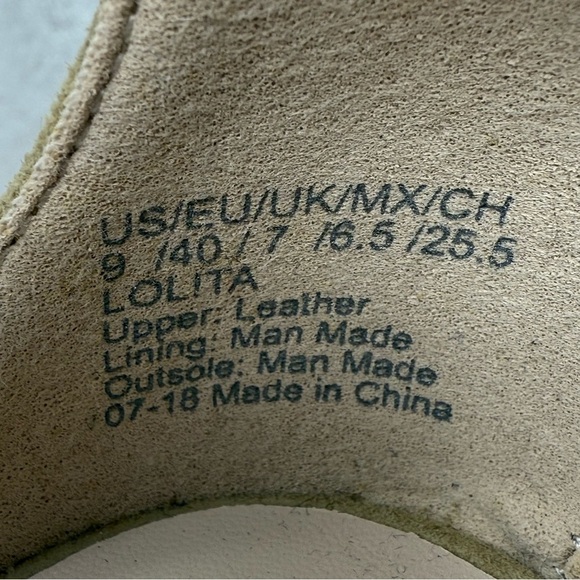 US/EU/UK/MX/CH
9 /40 / 7 /6.5 /25.5
LOLITA
Upper: Leather
Lining: Man Made
Outsole: Man Made
07-18 Made in China